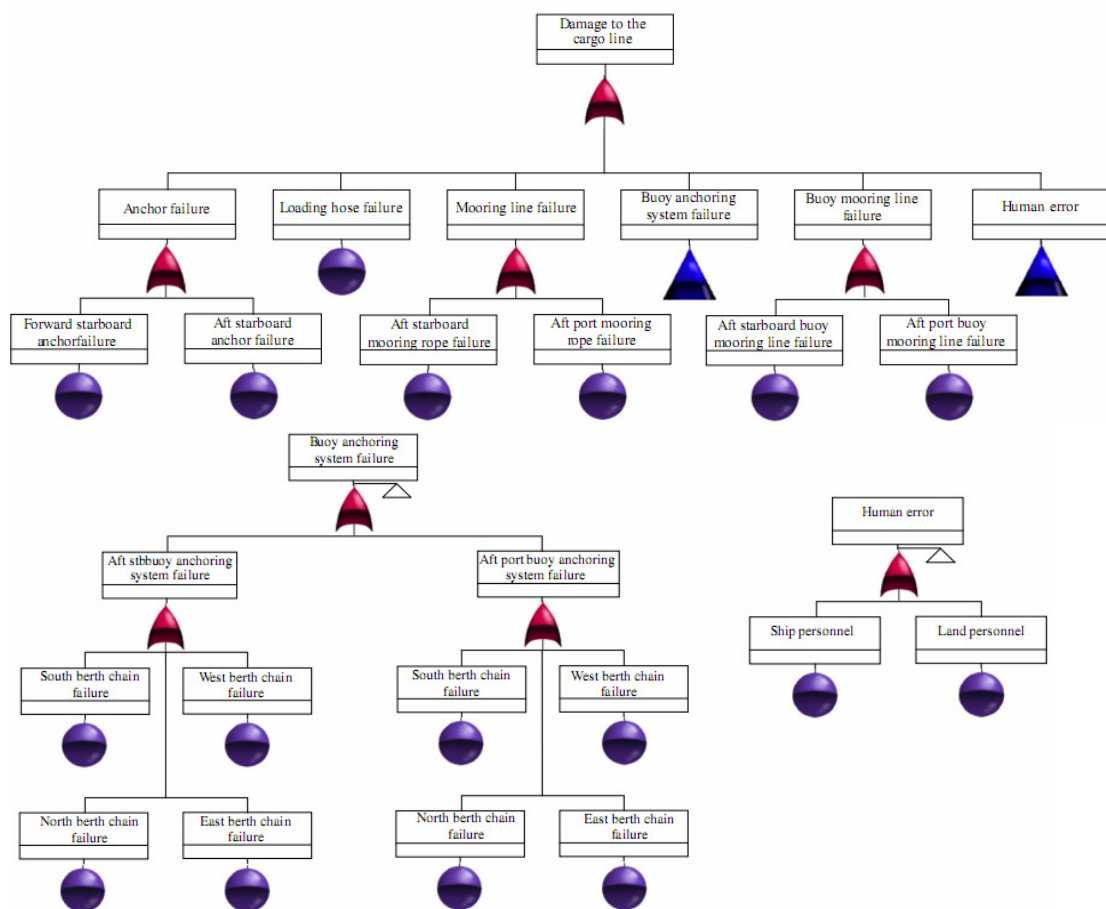 Damage to the
cargo line
Anchor failure
Loading hose failure
Mooring line failure
Buoy anchoring
system failure
Buoy mooring line
failure
Human error
Forward starboard
anchorfailure
Aft starboard
anchor failure
Aft starboard
mooring rope failure
Aft port mooring
rope failure
Aft starboard buoy
mooring line failure
Aft port buoy
mooring line failure
Buoy anchoring
system failure
Human error
Aft stbbuoy anchoring
system failure
Aft port buoy anchoring
system failure
Ship personnel
Land personnel
South berth chain
failure
West berth chain
failure
South berth chain
failure
West berth chain
failure
North berth chain
failure
East berth chain
failure
North berth chain
failure
East berth chain
failure